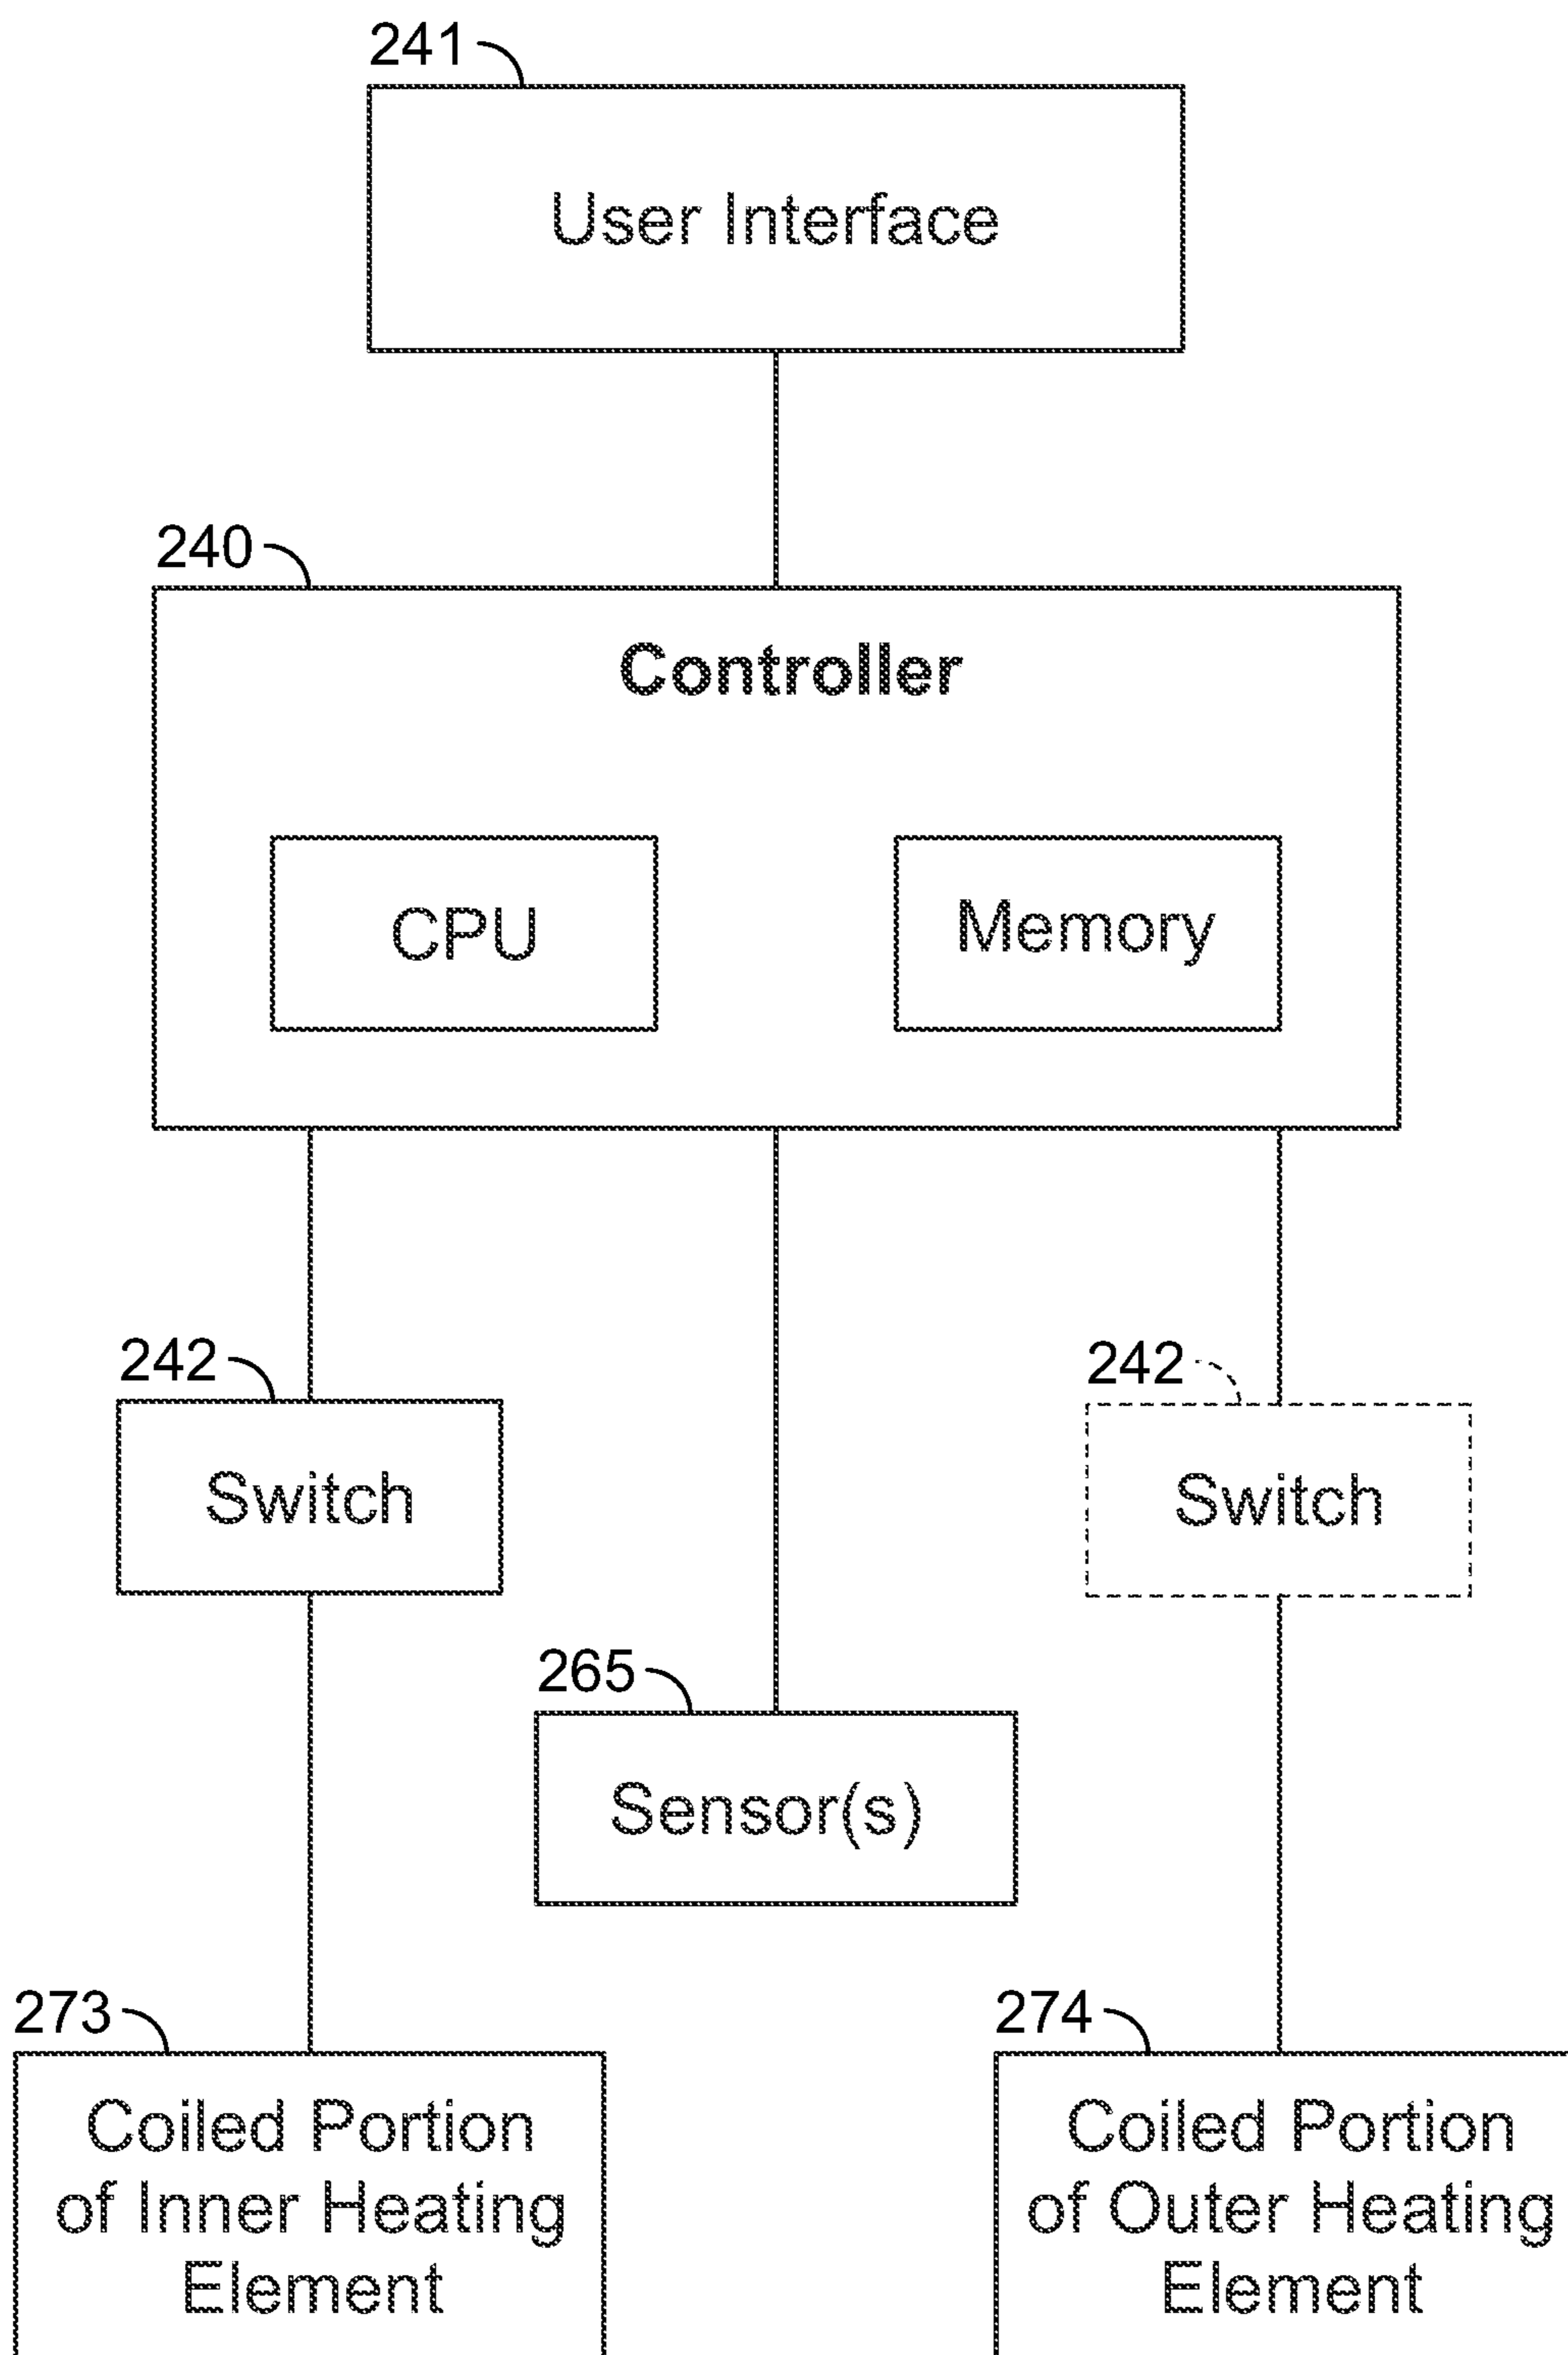 241
User Interface
240
Controller
CPU
Memory
242
Switch
242
Switch
265
Sensor(s)
273
Coiled Portion
of Inner Heating
Element
274
Coiled Portion
of Outer Heating
Element